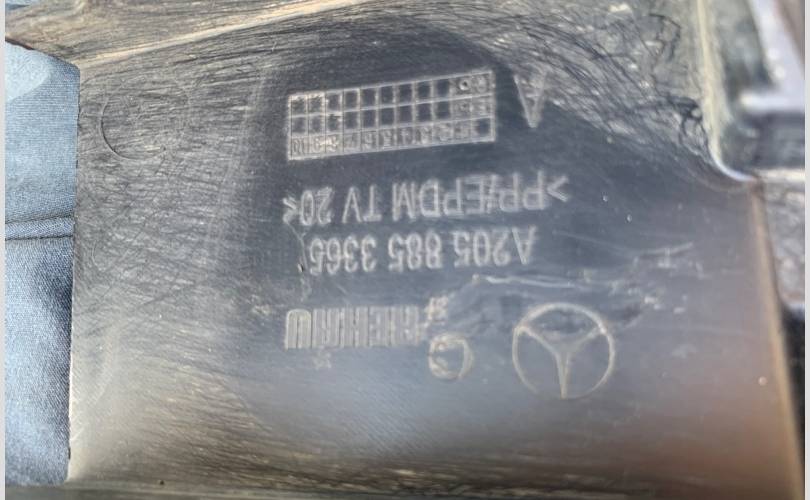 REHAU
A205 885 3365
>PP/EPDM TV 20<
A